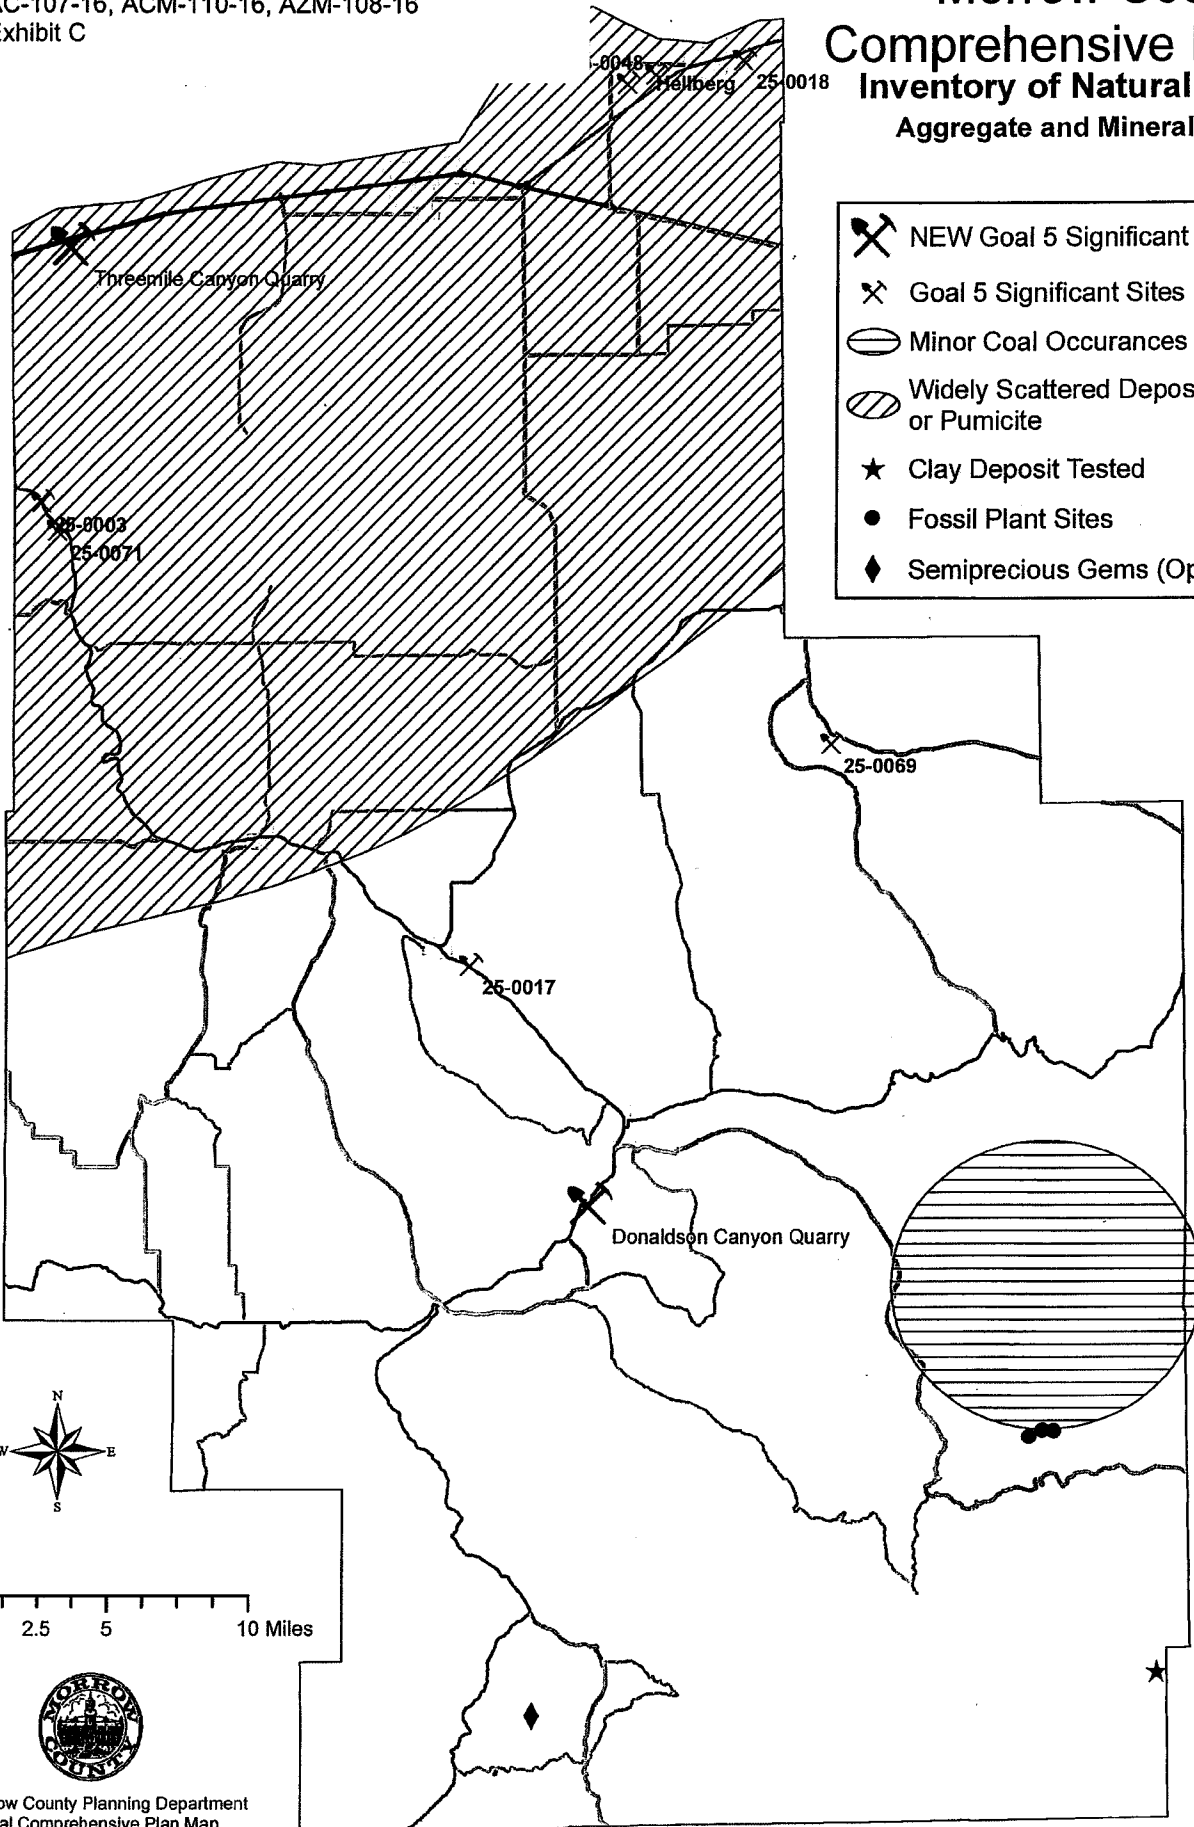 AC-107-16, ACM-110-16, AZM-108-16
Exhibit C
Comprehensive
Inventory of Natural
Aggregate and Mineral
-0048
Hellberg
25-0018
NEW Goal 5 Significant
Goal 5 Significant Sites
Minor Coal Occurances
Widely Scattered Depos
or Pumicite
Clay Deposit Tested
Fossil Plant Sites
Semiprecious Gems (Op
Threemile Canyon Quarry
25-0003
25-0071
25-0069
25-0017
Donaldson Canyon Quarry
N
W
E
S
2.5 5 10 Miles
MORROW
COUNTY
ow County Planning Department
al Comprehensive Plan Map